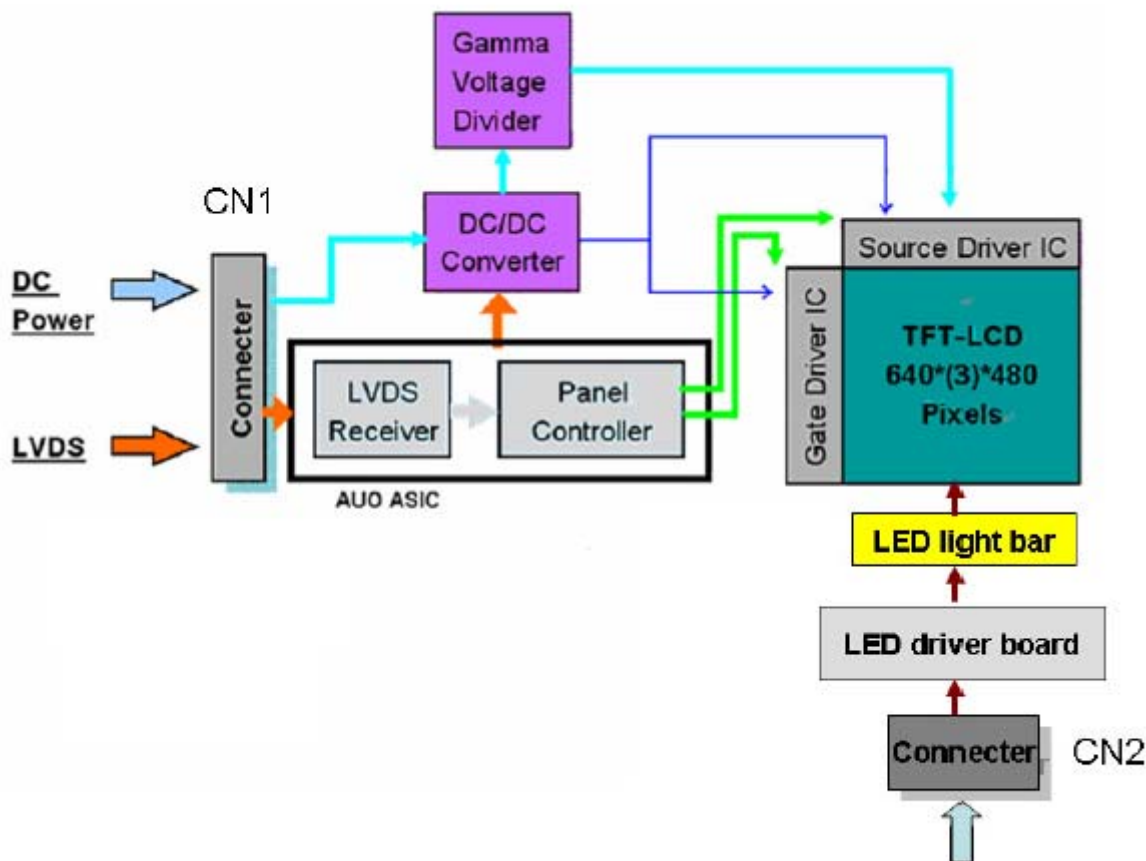 Gamma
Voltage
Divider
CN1
DC/DC
Converter
DC
Power
LVDS
Connecter
LVDS
Receiver
Panel
Controller
AUO ASIC
Source Driver IC
Gate Driver IC
TFT-LCD
640*(3)*480
Pixels
LED light bar
LED driver board
Connecter
CN2